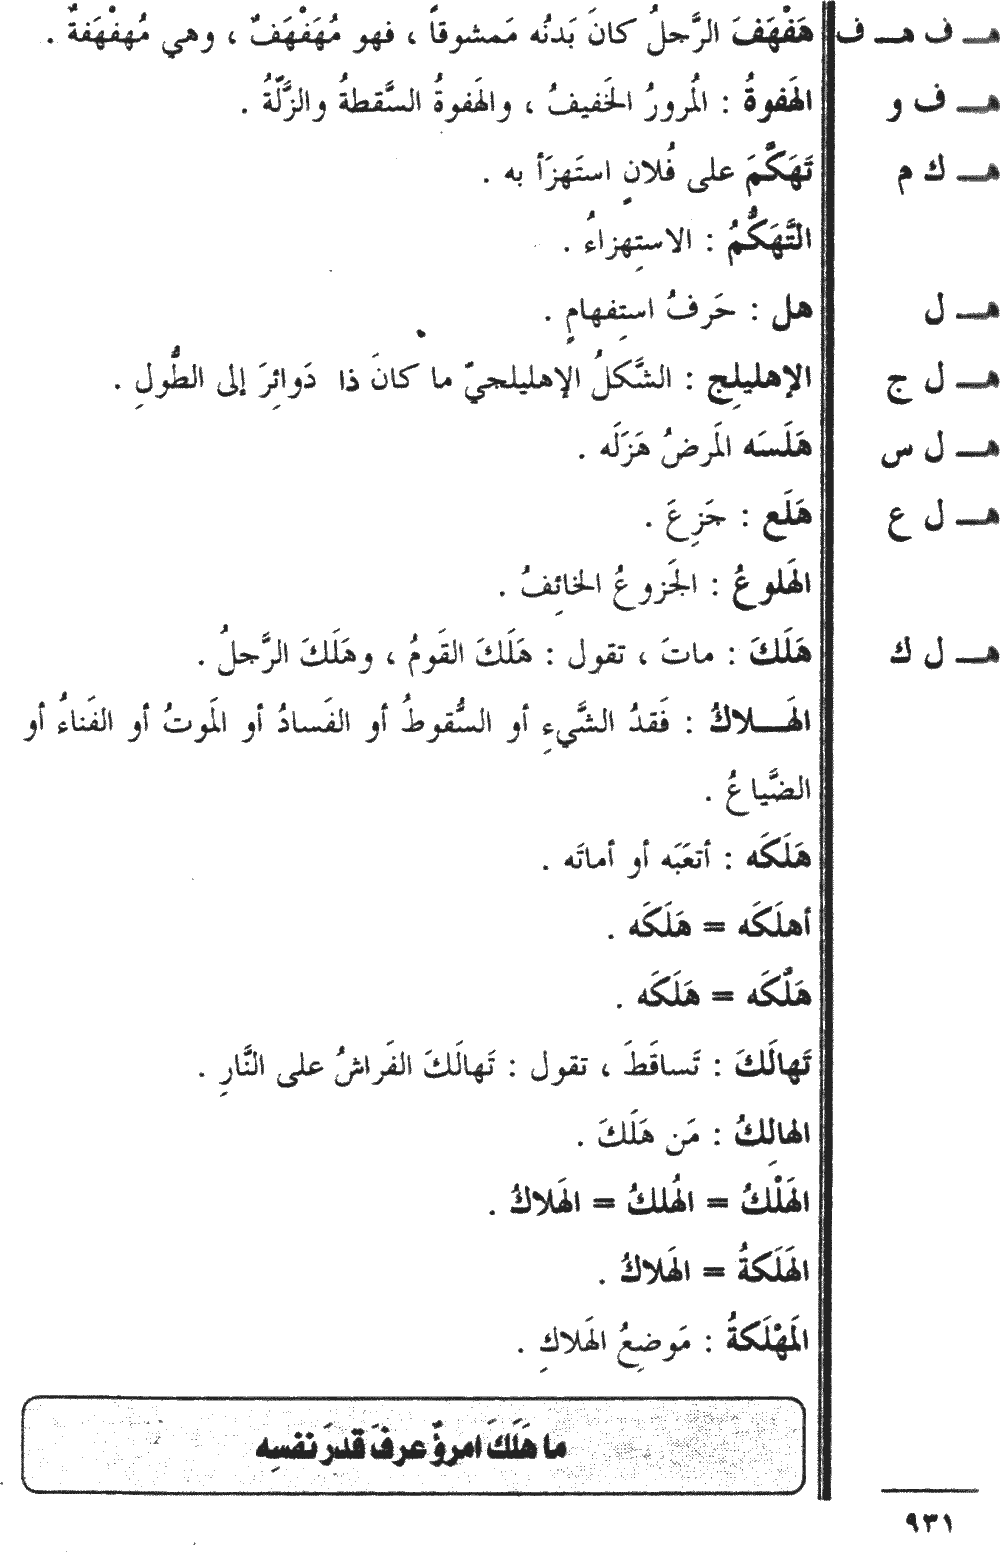 هـ ف هـ ف هَفْهَفَ الرَّجلُ كانَ بَدنُه مَمشوقاً ، فهو مُهَفْهَفٌ ، وهي مُهفْهَفةٌ .
هـ ف و الهَفوةُ : المُرورُ الخَفيفُ ، والهَفوةُ السَّقطةُ والزَّلّةُ .
هـ ك م تَهَكَّمَ على فُلانٍ استَهزَأ به .
التَّهَكُّمُ : الاستِهزاءُ .
هـ ل هل : حَرفُ استِفهامٍ .
هـ ل ج الإهليلِج : الشَّكلُ الإهليلجيّ ما كانَ ذا دَوائِرَ إلى الطُّولِ .
هـ ل س هَلَسَه المَرضُ هَزَلَه .
هـ ل ع هَلَع : جَزِعَ .
الهَلوعُ : الجَزوعُ الخائِفُ .
هـ ل ك هَلَكَ : ماتَ ، تقول : هَلَكَ القَومُ ، وهَلَكَ الرَّجلُ .
الهَـلاكُ : فَقدُ الشَّيءِ أو السُّقوطُ أو الفَسادُ أو المَوتُ أو الفَناءُ أو
الضَّياعُ .
هَلَكَه : أتعَبَه أو أماتَه .
أهلَكَه = هَلَكَه .
هَلَّكَه = هَلَكَه .
تَهالَكَ : تَساقَطَ ، تقول : تَهالَكَ الفَراشُ على النَّارِ .
الهالِكُ : مَن هَلَكَ .
الهَلْكُ = الهُلكُ = الهَلاكُ .
الهَلَكةُ = الهَلاكُ .
المَهْلَكةُ : مَوضِعُ الهَلاكِ .
ما هَلَكَ امرؤٌ عرفَ قدرَ نفسِه
٩٣١